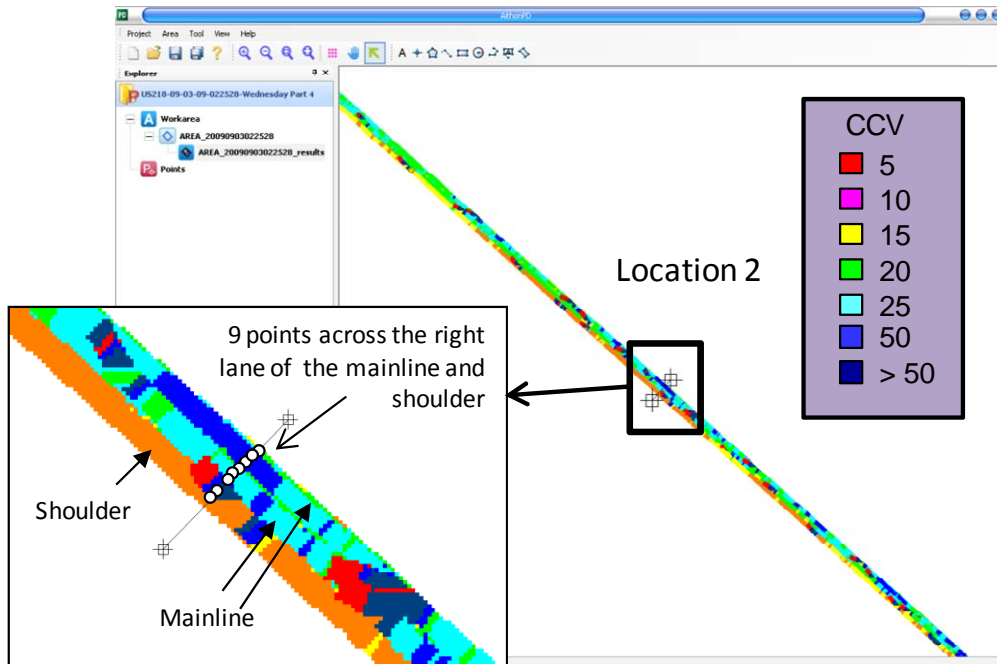 PD
AithonPD
Project Area Tool View Help
A
Explorer
US218-09-03-09-022528-Wednesday Part 4
A Workarea
AREA_20090903022528
AREA_20090903022528_results
Points
CCV
5
10
15
20
25
50
> 50
Location 2
9 points across the right
lane of the mainline and
shoulder
Shoulder
Mainline